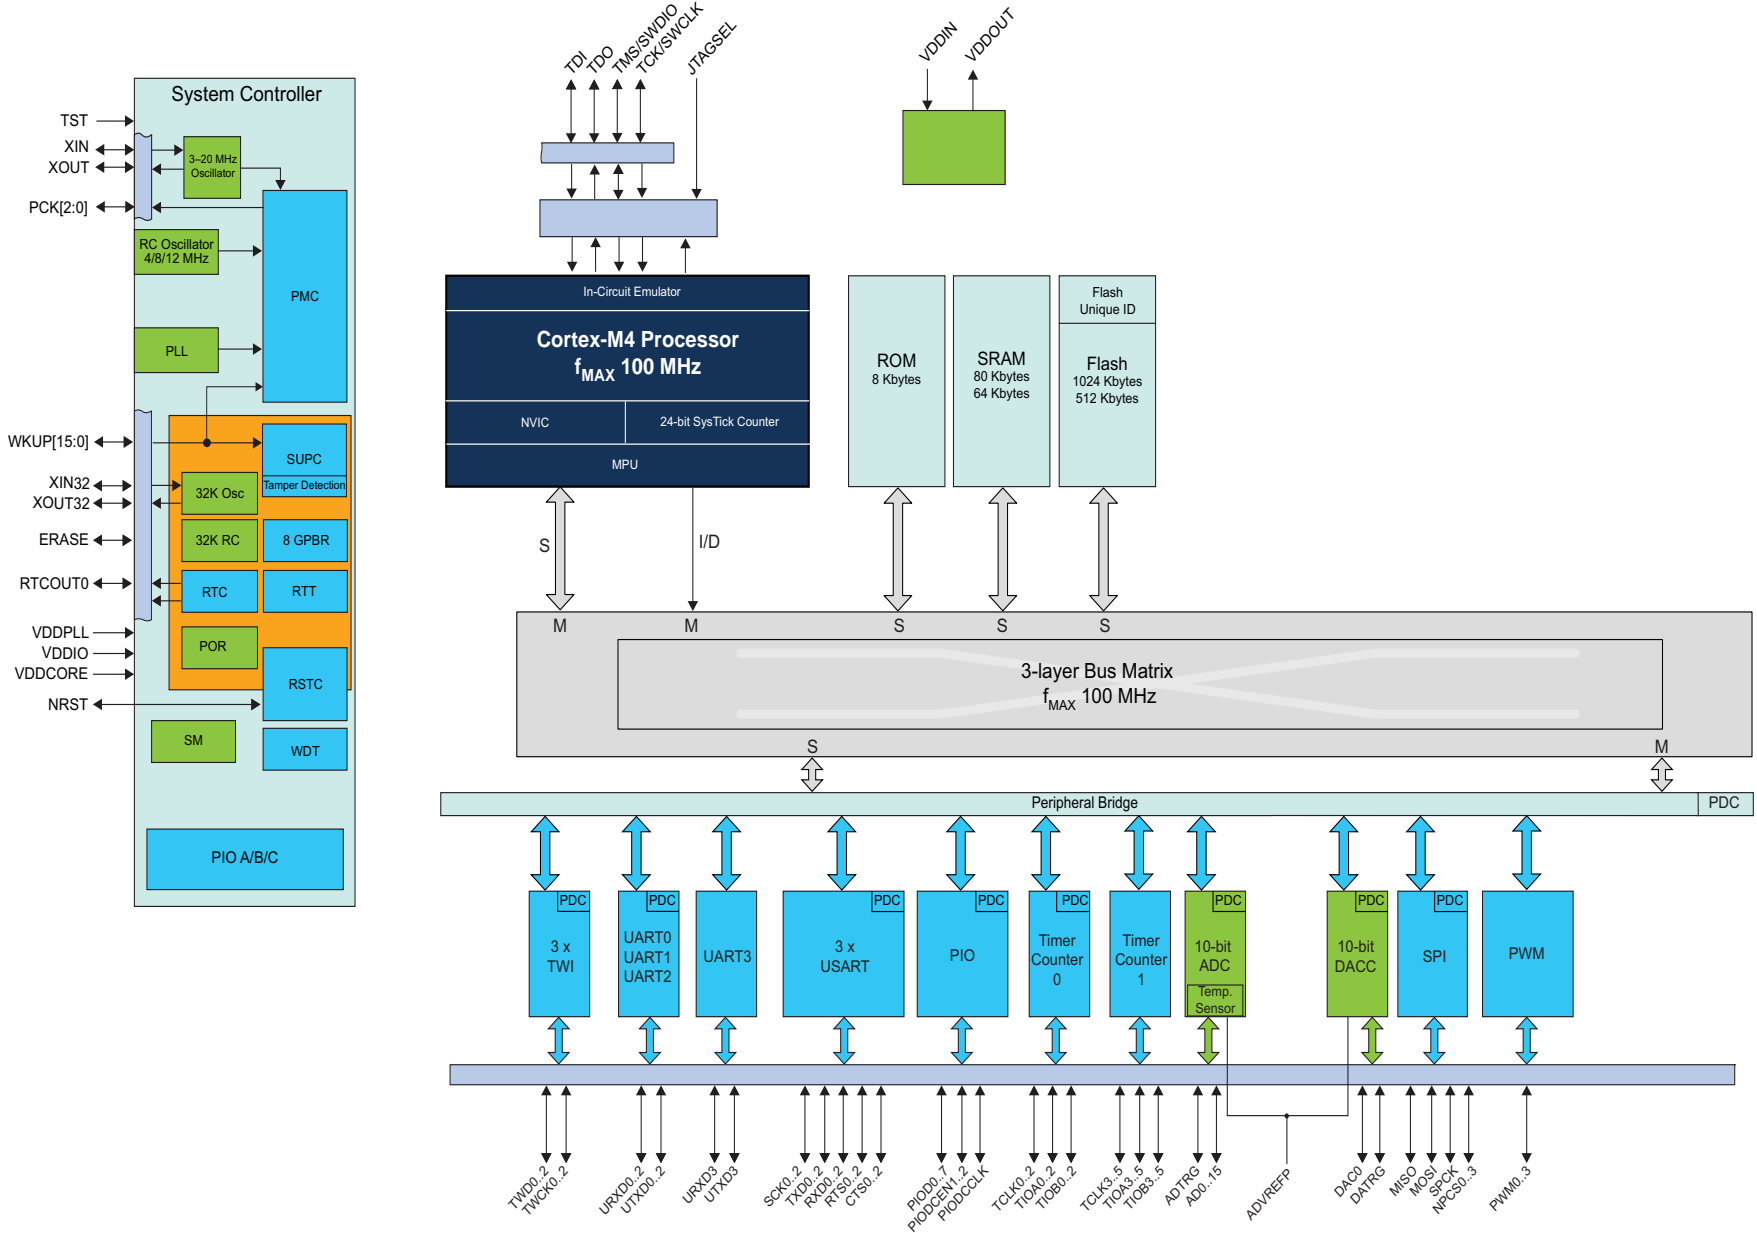 System Controller
TST
XIN
XOUT
PCK[2:0]
3–20 MHz
Oscillator
RC Oscillator
4/8/12 MHz
PMC
PLL
WKUP[15:0]
SUPC
Tamper Detection
XIN32
XOUT32
32K Osc
ERASE
32K RC
8 GPBR
RTCOUT0
RTC
RTT
VDDPLL
VDDIO
VDDCORE
POR
NRST
RSTC
SM
WDT
PIO A/B/C
TDI
TDO
TMS/SWDIO
TCK/SWCLK
JTAGSEL
VDDIN
VDDOUT
In-Circuit Emulator
Cortex-M4 Processor
fMAX 100 MHz
NVIC
24-bit SysTick Counter
MPU
ROM
8 Kbytes
SRAM
80 Kbytes
64 Kbytes
Flash
Unique ID
Flash
1024 Kbytes
512 Kbytes
S
I/D
M
M
S
S
S
3-layer Bus Matrix
fMAX 100 MHz
S
M
Peripheral Bridge
PDC
PDC
3 x
TWI
PDC
UART0
UART1
UART2
UART3
PDC
3 x
USART
PDC
PIO
PDC
Timer
Counter
0
Timer
Counter
1
PDC
10-bit
ADC
Temp.
Sensor
PDC
10-bit
DACC
PDC
SPI
PWM
TWD0..2
TWCK0..2
URXD0..2
UTXD0..2
URXD3
UTXD3
SCK0..2
TXD0..2
RXD0..2
RTS0..2
CTS0..2
PIOD0..7
PIODCEN1..2
PIODCCLK
TCLK0..2
TIOA0..2
TIOB0..2
TCLK3..5
TIOA3..5
TIOB3..5
ADTRG
AD0..15
ADVREFP
DAC0
DATRG
MISO
MOSI
SPCK
NPCS0..3
PWM0..3